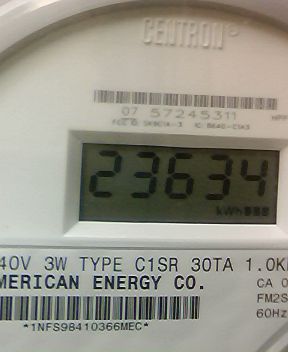 CENTRON®
07 57245311
23634
kWh
40V 3W TYPE C1SR 30TA 1.0K
MERICAN ENERGY CO.
CA 0
FM2S
60Hz
*1NFS98410366MEC*